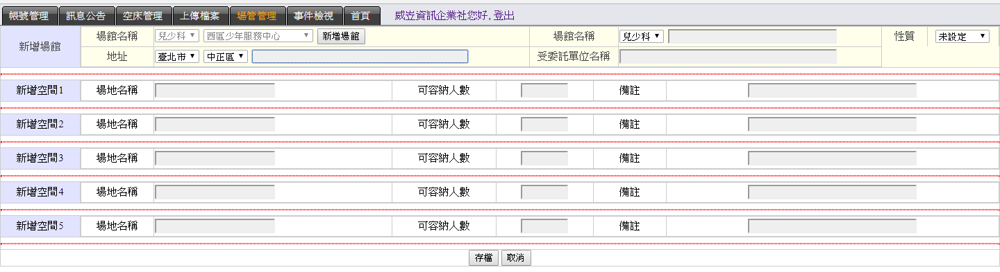 帳號管理 訊息公告 空床管理 上傳檔案 場管管理 事件檢視 首頁 威岦資訊企業社您好, 登出
新增場館 場館名稱 兒少科 西區少年服務中心 新增場館 場館名稱 兒少科 性質 未設定
地址 臺北市 中正區 受委託單位名稱
新增空間1 場地名稱 可容納人數 備註
新增空間2 場地名稱 可容納人數 備註
新增空間3 場地名稱 可容納人數 備註
新增空間4 場地名稱 可容納人數 備註
新增空間5 場地名稱 可容納人數 備註
存檔 取消